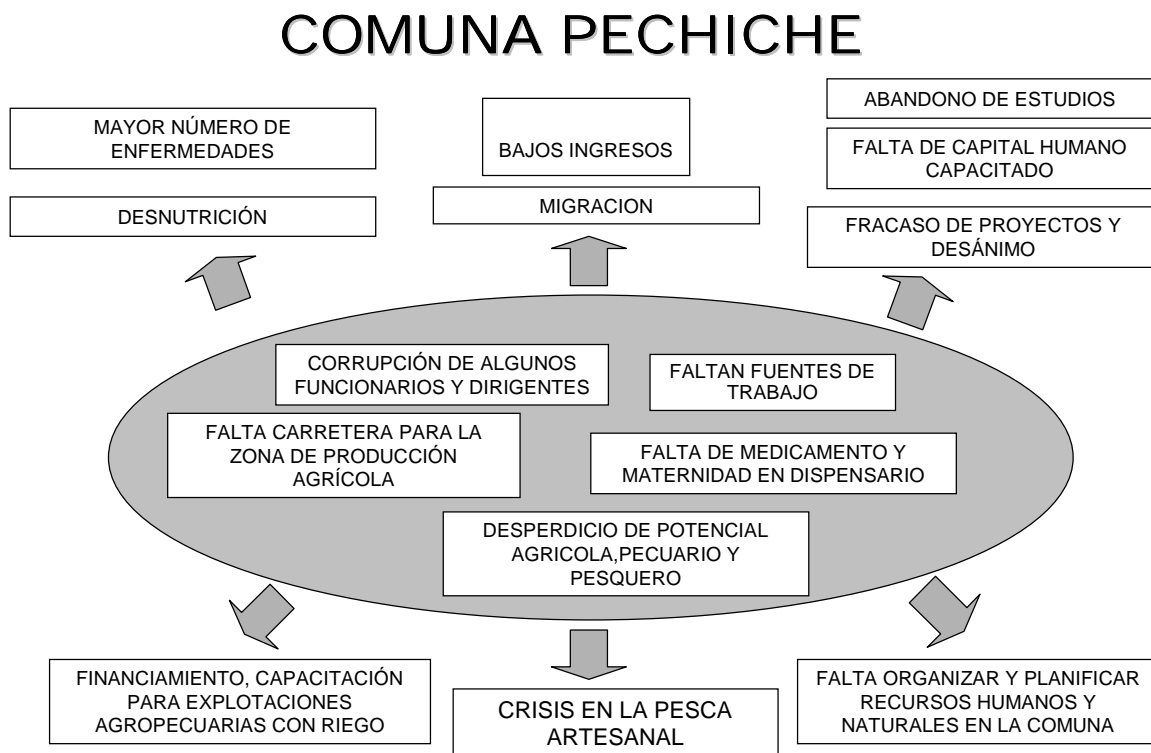 COMUNA PECHICHE
MAYOR NÚMERO DE
ENFERMEDADES
DESNUTRICIÓN
BAJOS INGRESOS
MIGRACION
ABANDONO DE ESTUDIOS
FALTA DE CAPITAL HUMANO
CAPACITADO
FRACASO DE PROYECTOS Y
DESÁNIMO
CORRUPCIÓN DE ALGUNOS
FUNCIONARIOS Y DIRIGENTES
FALTAN FUENTES DE
TRABAJO
FALTA CARRETERA PARA LA
ZONA DE PRODUCCIÓN
AGRÍCOLA
FALTA DE MEDICAMENTO Y
MATERNIDAD EN DISPENSARIO
DESPERDICIO DE POTENCIAL
AGRICOLA,PECUARIO Y
PESQUERO
FINANCIAMIENTO, CAPACITACIÓN
PARA EXPLOTACIONES
AGROPECUARIAS CON RIEGO
CRISIS EN LA PESCA
ARTESANAL
FALTA ORGANIZAR Y PLANIFICAR
RECURSOS HUMANOS Y
NATURALES EN LA COMUNA